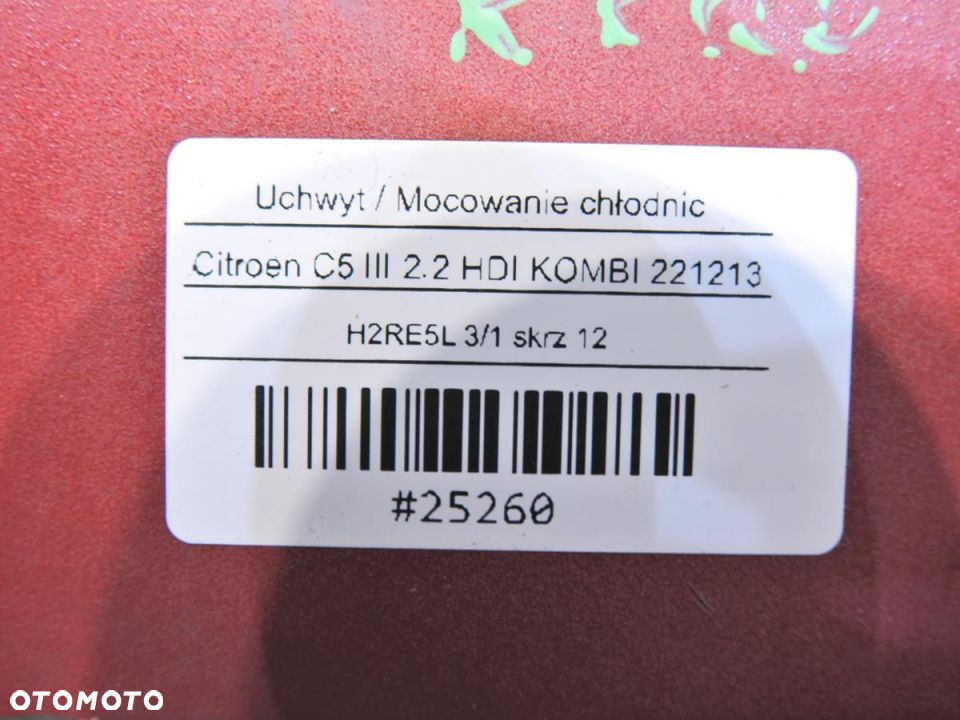 Uchwyt / Mocowanie chłodnic
Citroen C5 III 2.2 HDI KOMBI 221213
H2RE5L 3/1 skrz 12
#25260
OTOMOTO